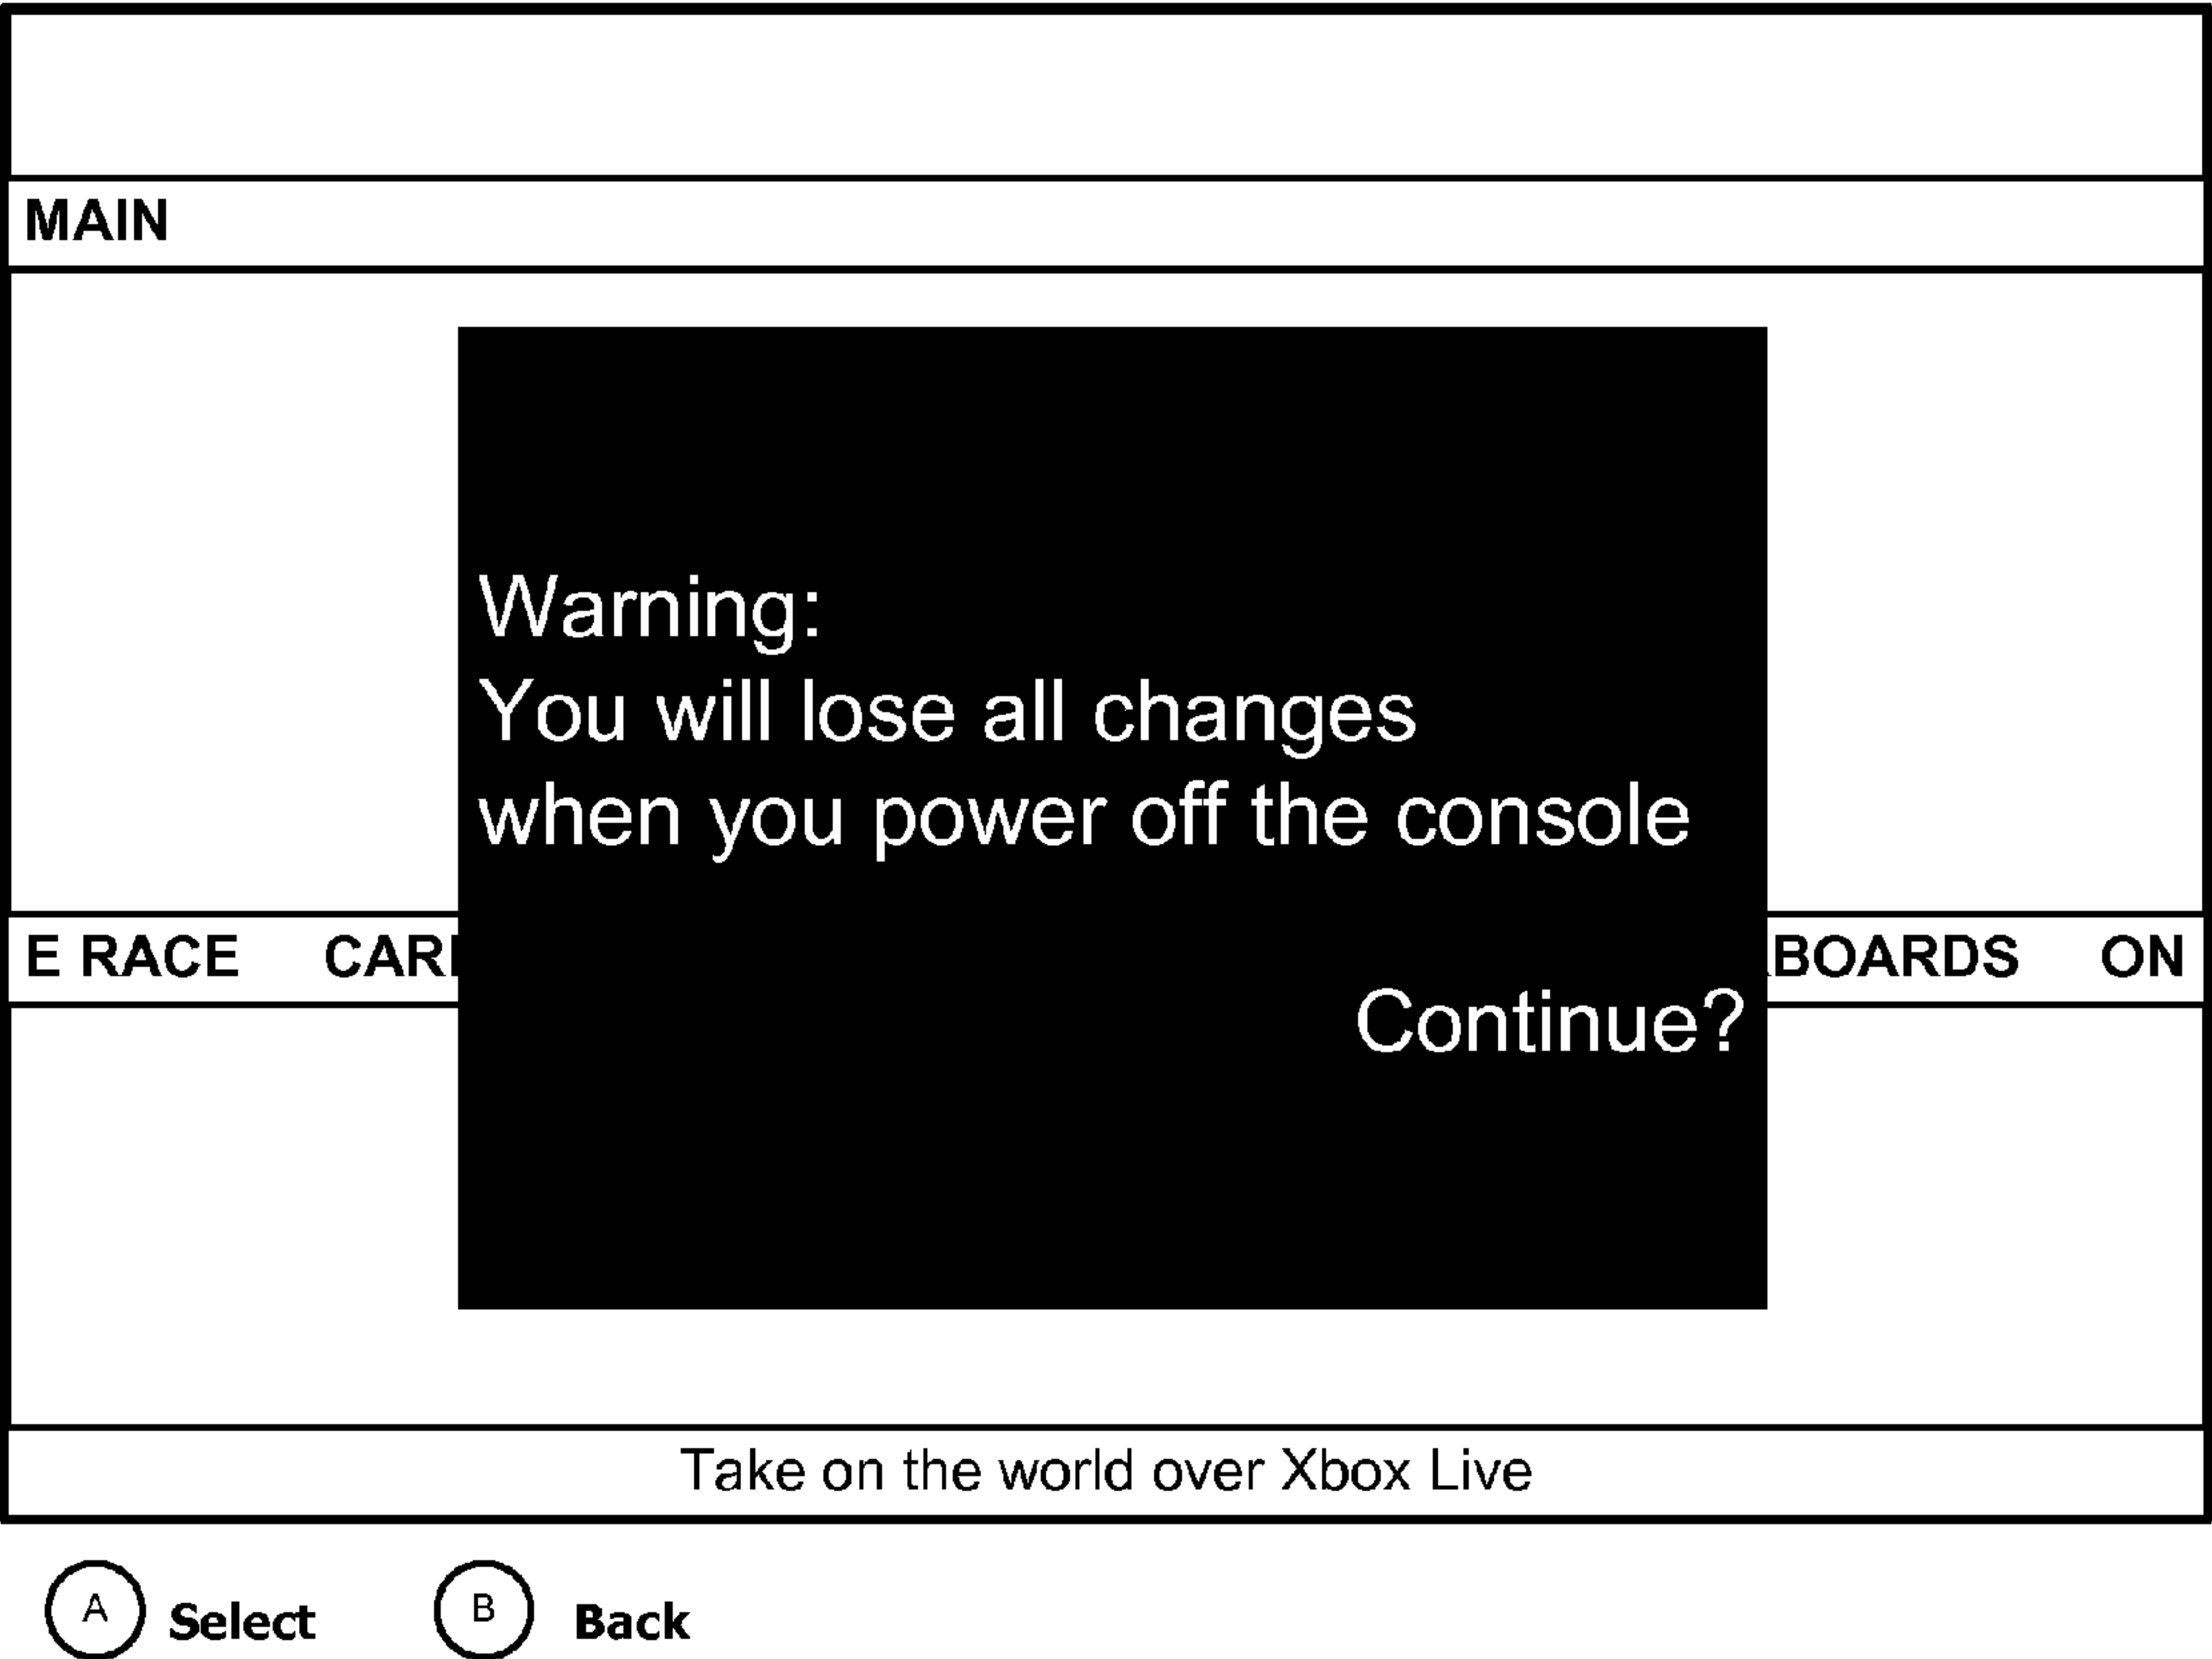 MAIN
Warning:
You will lose all changes
when you power off the console
E RACE CAR BOARDS ON
Continue?
Take on the world over Xbox Live
A Select B Back